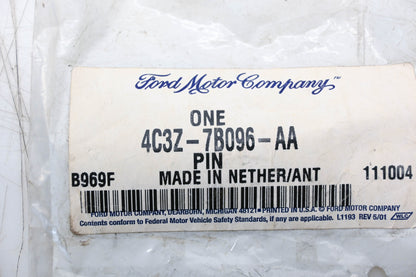 Ford Motor Company™
ONE
4C3Z-7B096-AA
PIN
B969F MADE IN NETHER/ANT 111004
FORD MOTOR COMPANY, DEARBORN, MICHIGAN 48121 • PRINTED IN U.S.A. © FORD MOTOR COMPANY
Contents conform to Federal Motor Vehicle Safety Standards, if any are applicable. L1193 REV 5/01 WLC